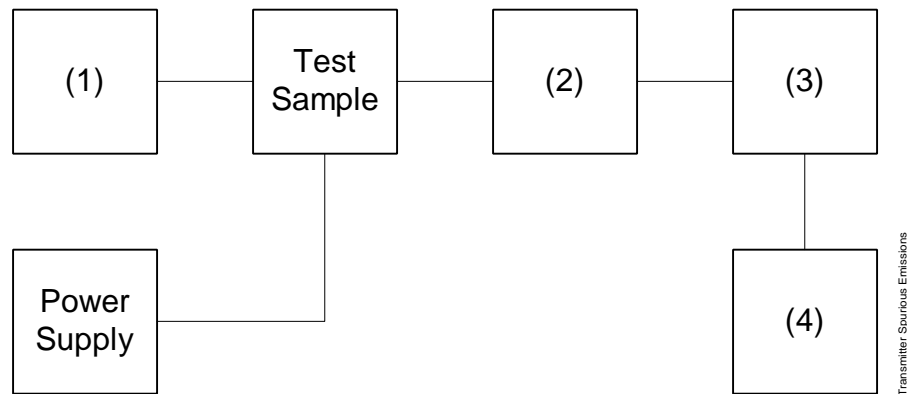 (1)
Test
Sample
(2)
(3)
Power
Supply
(4)
Transmitter Spurious Emissions